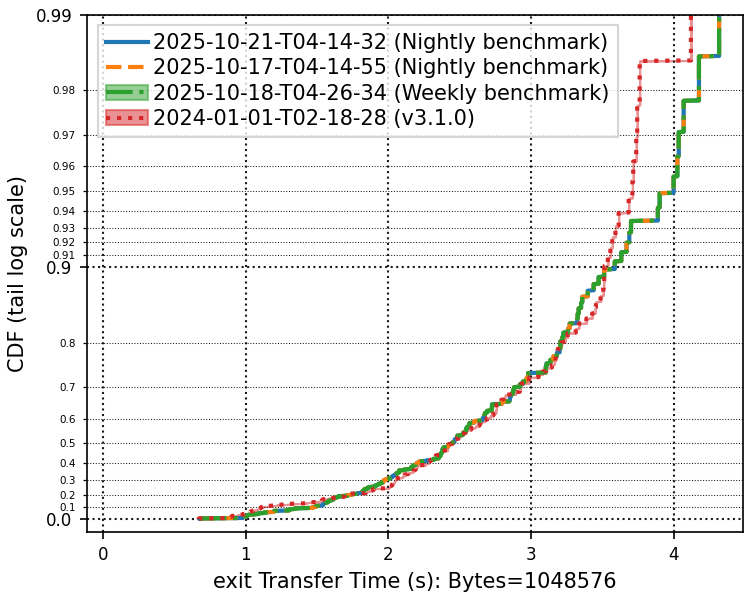 0.99
2025-10-21-T04-14-32 (Nightly benchmark)
2025-10-17-T04-14-55 (Nightly benchmark)
2025-10-18-T04-26-34 (Weekly benchmark)
2024-01-01-T02-18-28 (v3.1.0)
0.98
0.97
0.96
0.95
0.94
0.93
0.92
0.91
0.9
0.8
0.7
0.6
0.5
0.4
0.3
0.2
0.1
0.0
CDF (tail log scale)
0 1 2 3 4
exit Transfer Time (s): Bytes=1048576